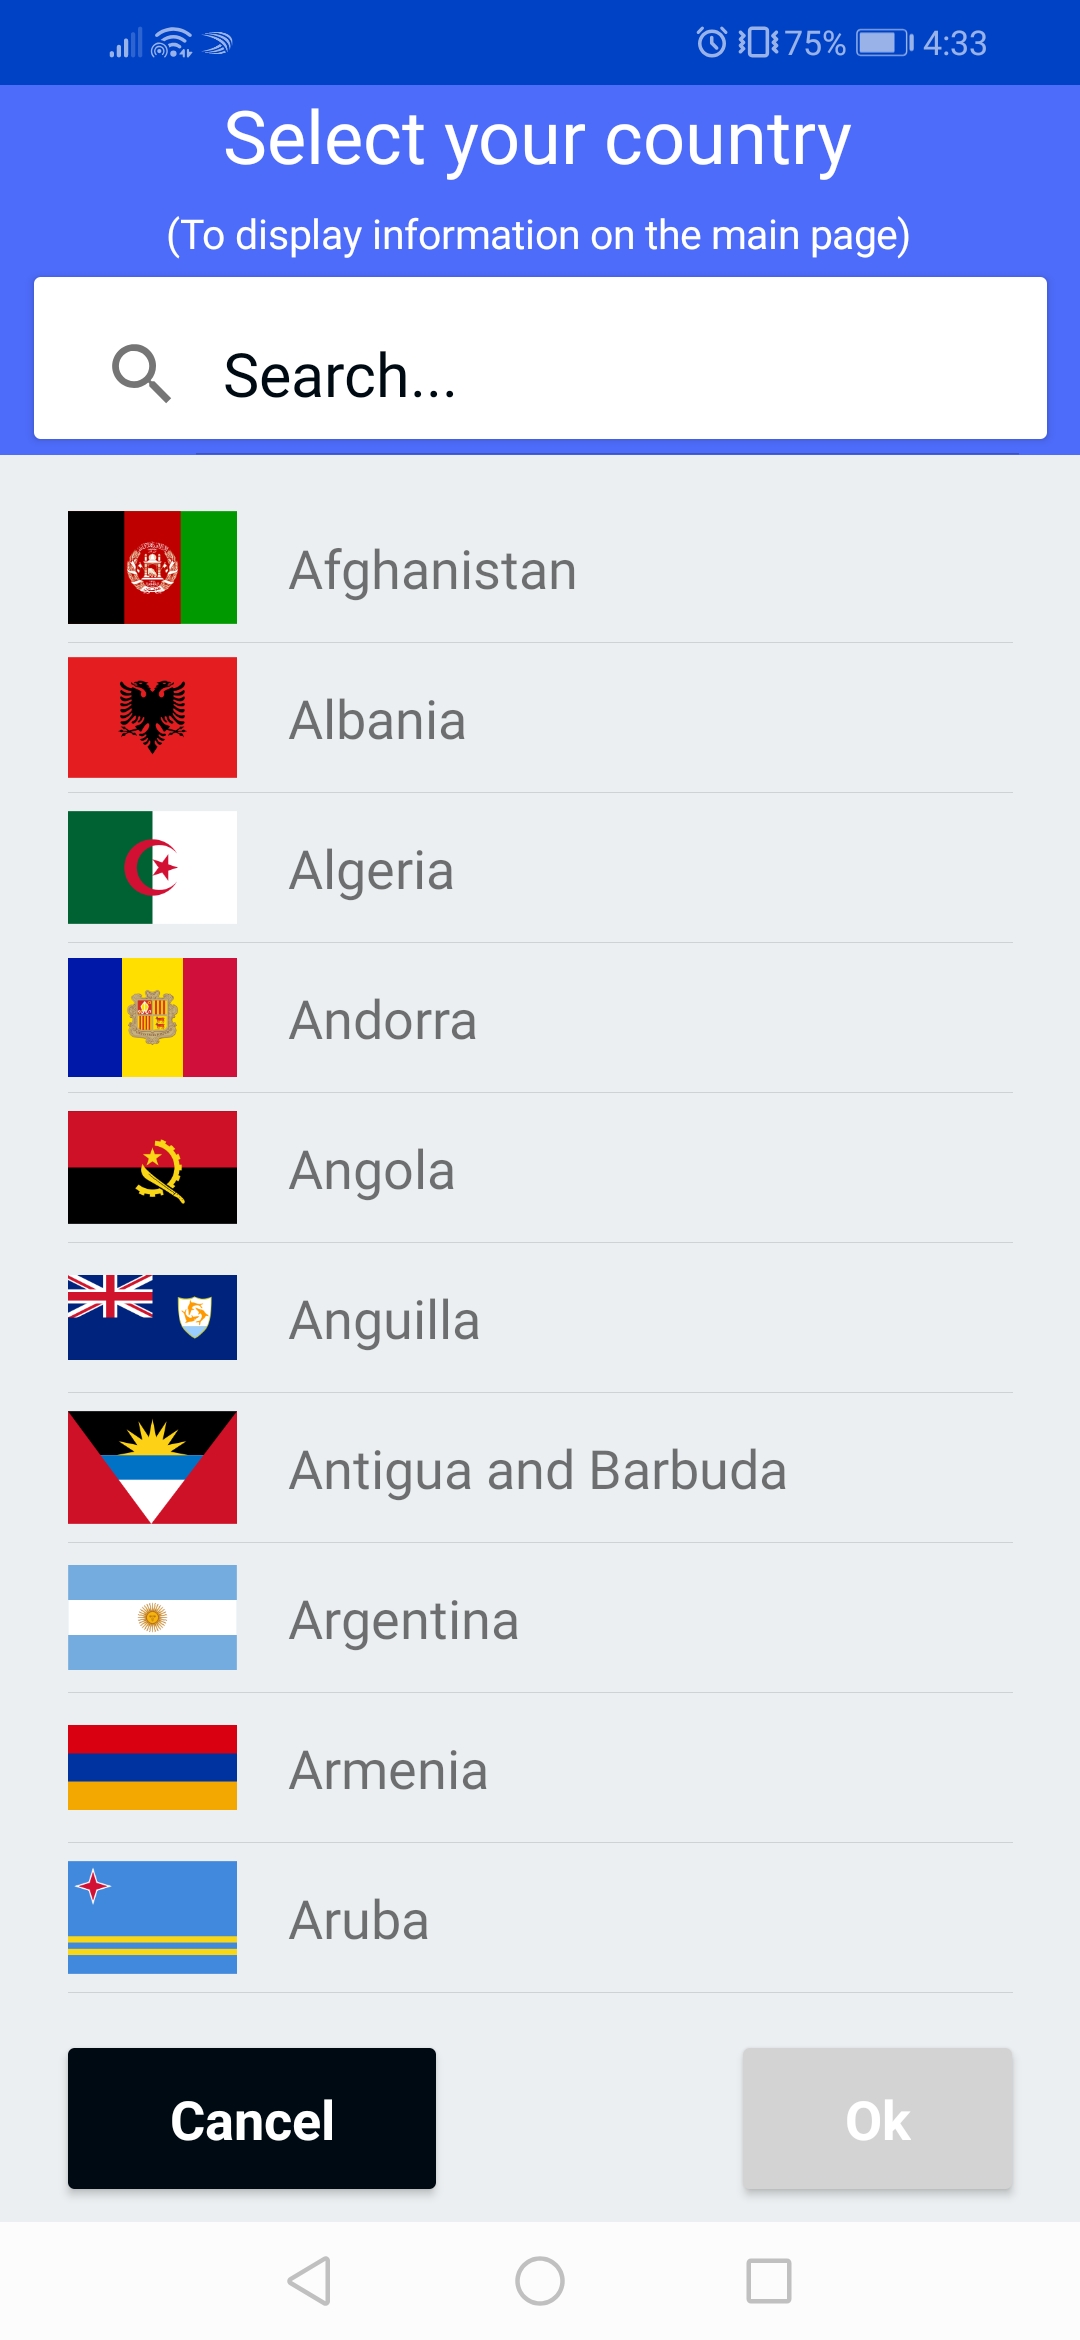 75% 4:33
Select your country
(To display information on the main page)
Search...
Afghanistan
Albania
Algeria
Andorra
Angola
Anguilla
Antigua and Barbuda
Argentina
Armenia
Aruba
Cancel Ok